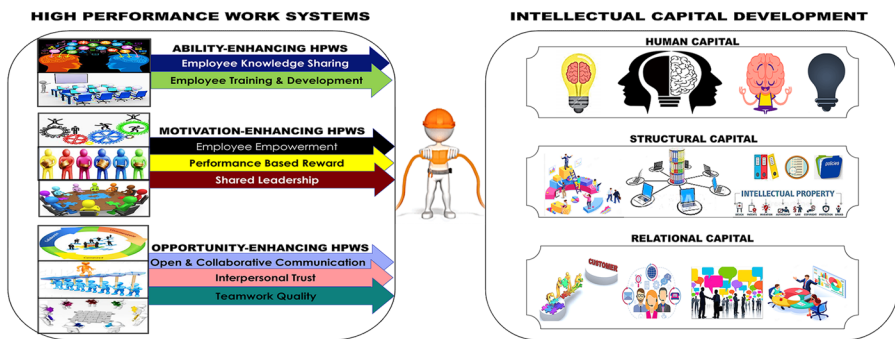 HIGH PERFORMANCE WORK SYSTEMS
ABILITY-ENHANCING HPWS
Employee Knowledge Sharing
Employee Training & Development
MOTIVATION-ENHANCING HPWS
Employee Empowerment
Performance Based Reward
Shared Leadership
OPPORTUNITY-ENHANCING HPWS
Open & Collaborative Communication
Interpersonal Trust
Teamwork Quality
INTELLECTUAL CAPITAL DEVELOPMENT
HUMAN CAPITAL
STRUCTURAL CAPITAL
policies
INTELLECTUAL PROPERTY
RELATIONAL CAPITAL
CUSTOMER